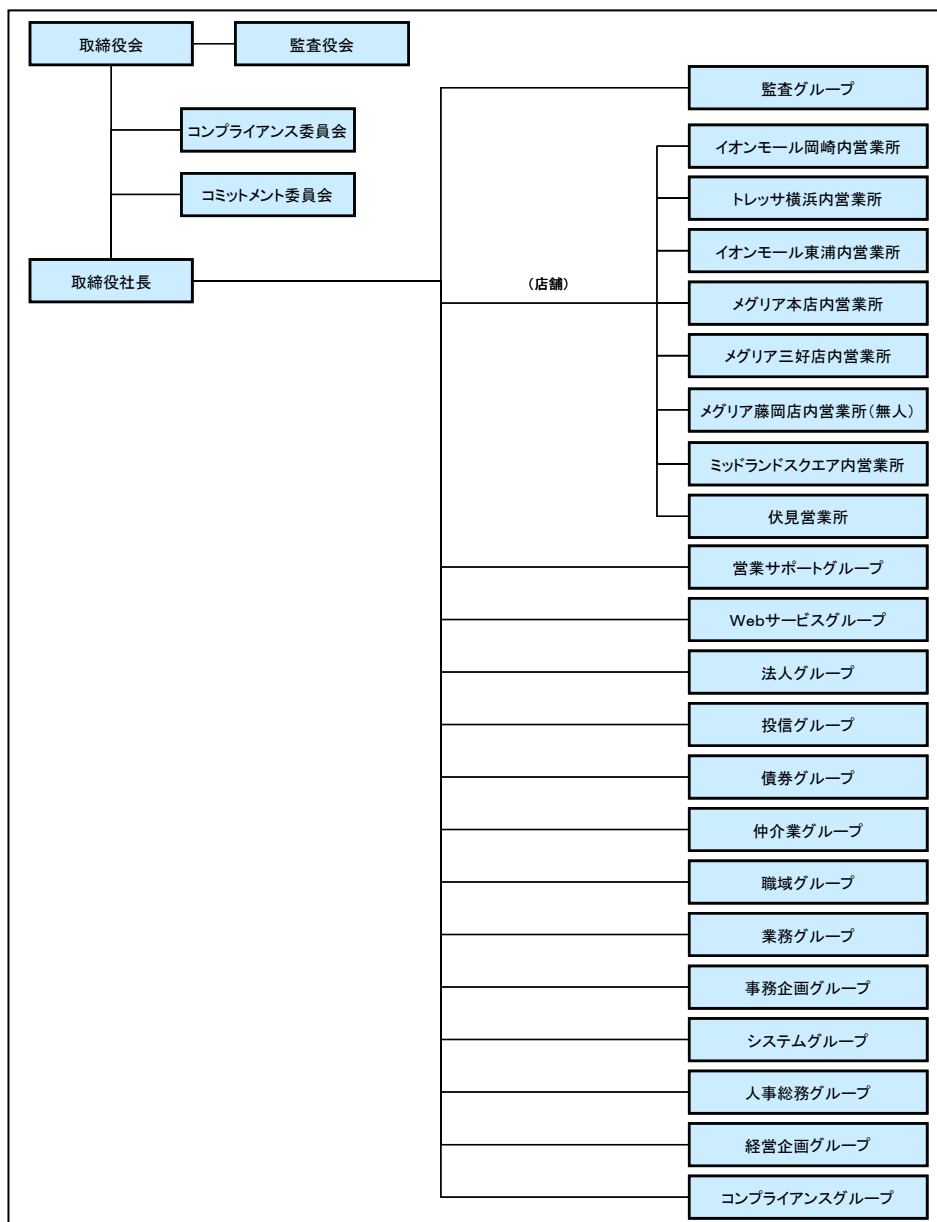 取締役会
監査役会
コンプライアンス委員会
コミットメント委員会
取締役社長
(店舗)
監査グループ
イオンモール岡崎内営業所
トレッサ横浜内営業所
イオンモール東浦内営業所
メグリア本店内営業所
メグリア三好店内営業所
メグリア藤岡店内営業所(無人)
ミッドランドスクエア内営業所
伏見営業所
営業サポートグループ
Webサービスグループ
法人グループ
投信グループ
債券グループ
仲介業グループ
職域グループ
業務グループ
事務企画グループ
システムグループ
人事総務グループ
経営企画グループ
コンプライアンスグループ